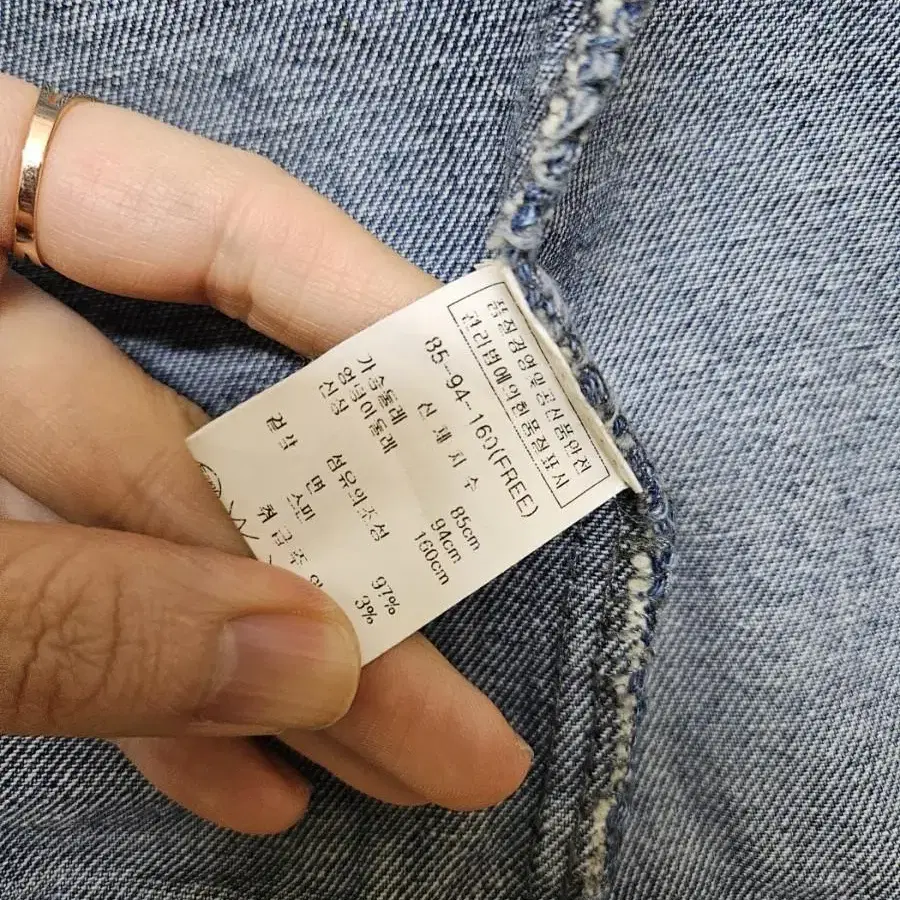 품질경영및공산품안전
관리법에의한품질표시
85-94-160(FREE)
신 체 치 수
가슴둘레 85cm
엉덩이둘레 94cm
신장 160cm
섬유의조성
겉감 면 97%
스판 3%
취 급 주 의